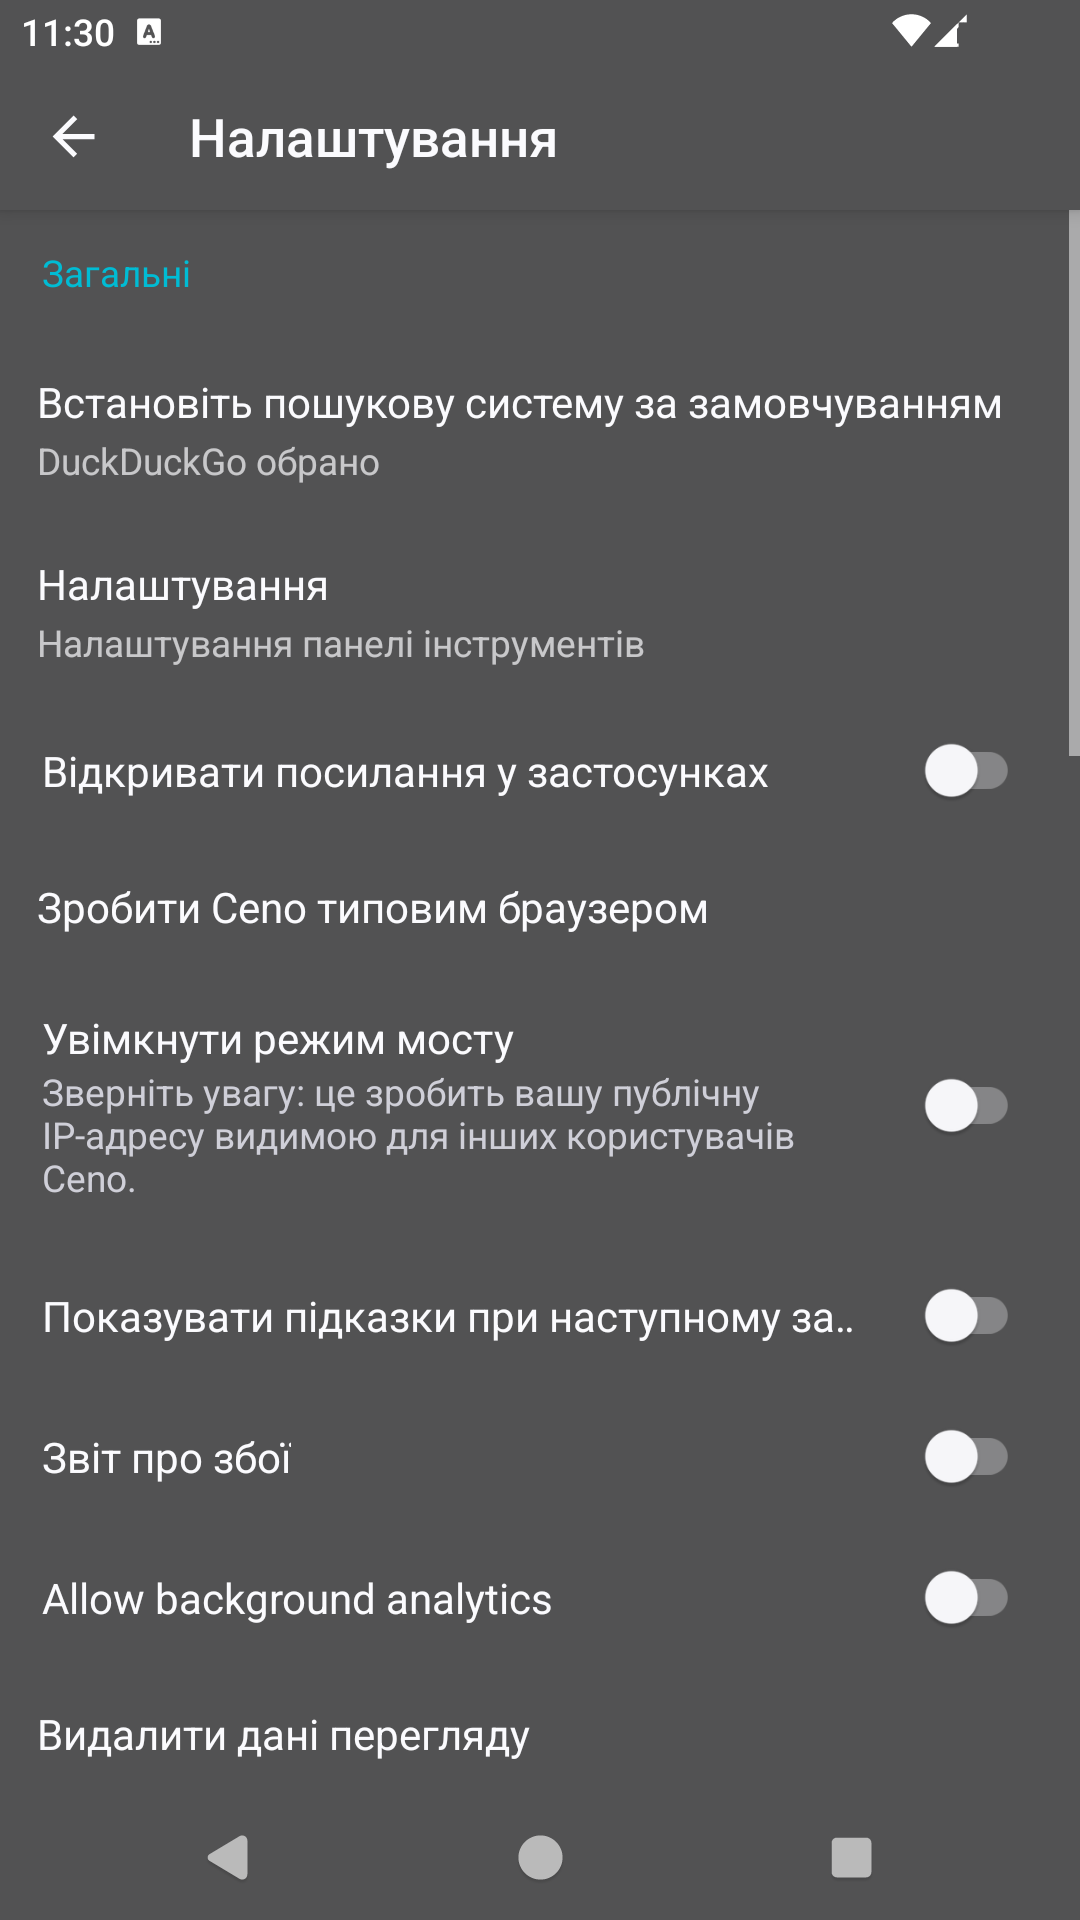 11:30
Налаштування
Загальні
Встановіть пошукову систему за замовчуванням
DuckDuckGo обрано
Налаштування
Налаштування панелі інструментів
Відкривати посилання у застосунках
Зробити Ceno типовим браузером
Увімкнути режим мосту
Зверніть увагу: це зробить вашу публічну
IP-адресу видимою для інших користувачів
Ceno.
Показувати підказки при наступному за..
Звіт про збої
Allow background analytics
Видалити дані перегляду